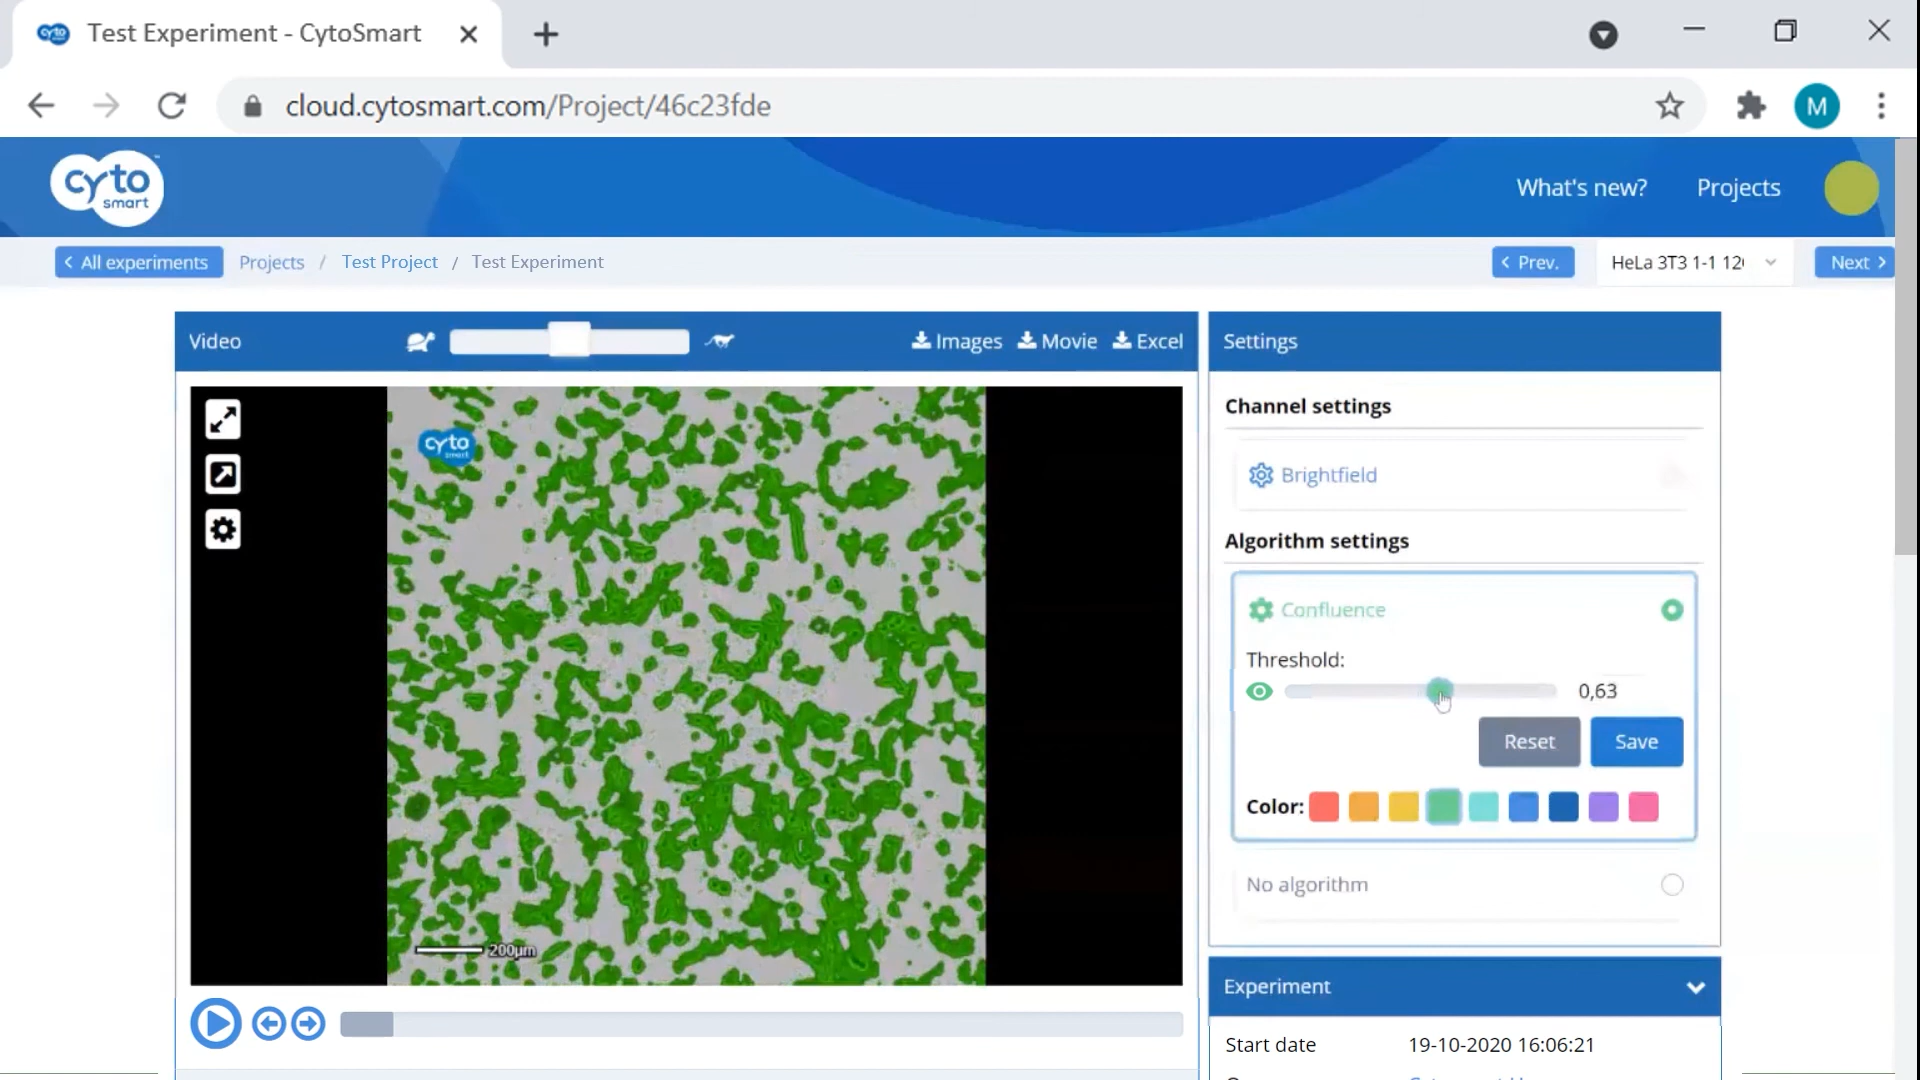 Test Experiment - CytoSmart
cloud.cytosmart.com/Project/46c23fde
M
cyto
smart
What's new?
Projects
All experiments
Projects / Test Project / Test Experiment
Prev.
HeLa 3T3 1-1 12
Next
Video
Images
Movie
Excel
cyto
smart
200µm
Settings
Channel settings
Brightfield
Algorithm settings
Confluence
Threshold:
0,63
Reset
Save
Color:
No algorithm
Experiment
Start date 19-10-2020 16:06:21